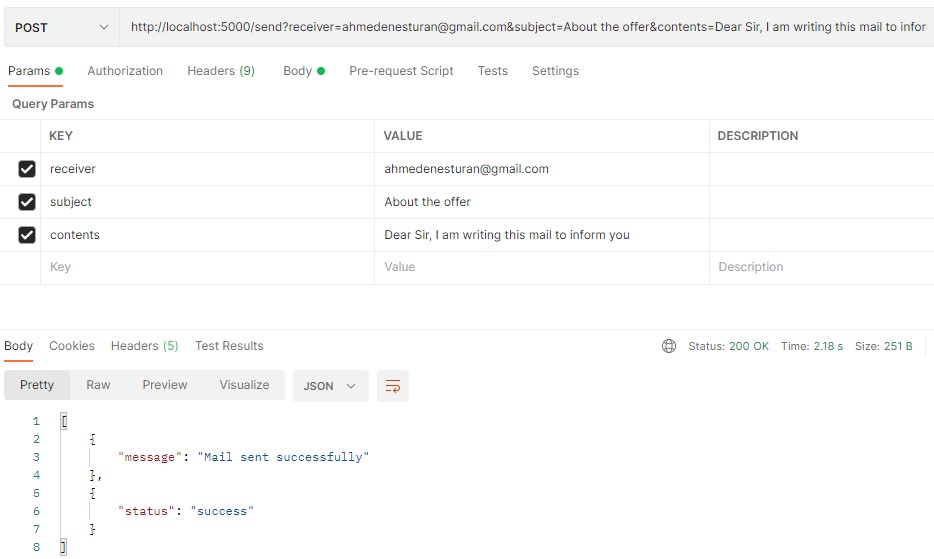 POST http://localhost:5000/send?receiver=ahmedenesturan@gmail.com&subject=About the offer&contents=Dear Sir, I am writing this mail to infor
Params Authorization Headers (9) Body Pre-request Script Tests Settings
Query Params
KEY VALUE DESCRIPTION
receiver ahmedenesturan@gmail.com
subject About the offer
contents Dear Sir, I am writing this mail to inform you
Key Value Description
Body Cookies Headers (5) Test Results Status: 200 OK Time: 2.18 s Size: 251 B
Pretty Raw Preview Visualize JSON
1 [
2 {
3 "message": "Mail sent successfully"
4 },
5 {
6 "status": "success"
7 }
8 ]